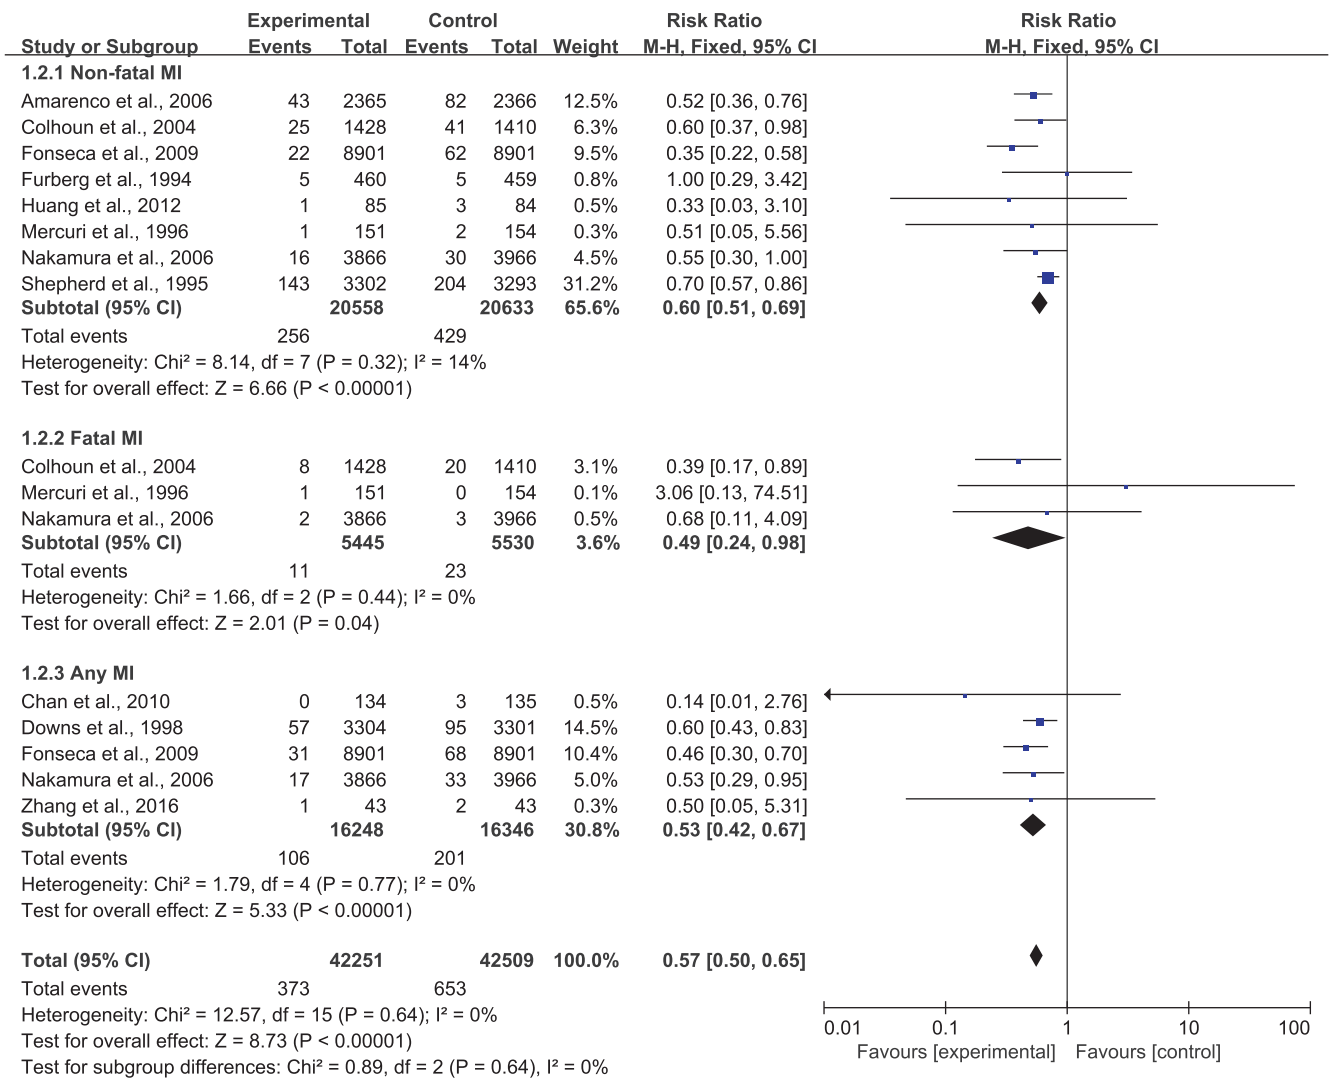 Experimental Control Risk Ratio Risk Ratio
Study or Subgroup Events Total Events Total Weight M-H, Fixed, 95% CI M-H, Fixed, 95% CI
1.2.1 Non-fatal MI
Amarenco et al., 2006 43 2365 82 2366 12.5% 0.52 [0.36, 0.76]
Colhoun et al., 2004 25 1428 41 1410 6.3% 0.60 [0.37, 0.98]
Fonseca et al., 2009 22 8901 62 8901 9.5% 0.35 [0.22, 0.58]
Furberg et al., 1994 5 460 5 459 0.8% 1.00 [0.29, 3.42]
Huang et al., 2012 1 85 3 84 0.5% 0.33 [0.03, 3.10]
Mercuri et al., 1996 1 151 2 154 0.3% 0.51 [0.05, 5.56]
Nakamura et al., 2006 16 3866 30 3966 4.5% 0.55 [0.30, 1.00]
Shepherd et al., 1995 143 3302 204 3293 31.2% 0.70 [0.57, 0.86]
Subtotal (95% CI) 20558 20633 65.6% 0.60 [0.51, 0.69]
Total events 256 429
Heterogeneity: Chi² = 8.14, df = 7 (P = 0.32); I² = 14%
Test for overall effect: Z = 6.66 (P < 0.00001)
1.2.2 Fatal MI
Colhoun et al., 2004 8 1428 20 1410 3.1% 0.39 [0.17, 0.89]
Mercuri et al., 1996 1 151 0 154 0.1% 3.06 [0.13, 74.51]
Nakamura et al., 2006 2 3866 3 3966 0.5% 0.68 [0.11, 4.09]
Subtotal (95% CI) 5445 5530 3.6% 0.49 [0.24, 0.98]
Total events 11 23
Heterogeneity: Chi² = 1.66, df = 2 (P = 0.44); I² = 0%
Test for overall effect: Z = 2.01 (P = 0.04)
1.2.3 Any MI
Chan et al., 2010 0 134 3 135 0.5% 0.14 [0.01, 2.76]
Downs et al., 1998 57 3304 95 3301 14.5% 0.60 [0.43, 0.83]
Fonseca et al., 2009 31 8901 68 8901 10.4% 0.46 [0.30, 0.70]
Nakamura et al., 2006 17 3866 33 3966 5.0% 0.53 [0.29, 0.95]
Zhang et al., 2016 1 43 2 43 0.3% 0.50 [0.05, 5.31]
Subtotal (95% CI) 16248 16346 30.8% 0.53 [0.42, 0.67]
Total events 106 201
Heterogeneity: Chi² = 1.79, df = 4 (P = 0.77); I² = 0%
Test for overall effect: Z = 5.33 (P < 0.00001)
Total (95% CI) 42251 42509 100.0% 0.57 [0.50, 0.65]
Total events 373 653
Heterogeneity: Chi² = 12.57, df = 15 (P = 0.64); I² = 0%
Test for overall effect: Z = 8.73 (P < 0.00001)
Test for subgroup differences: Chi² = 0.89, df = 2 (P = 0.64), I² = 0%
0.01 0.1 1 10 100
Favours [experimental] Favours [control]